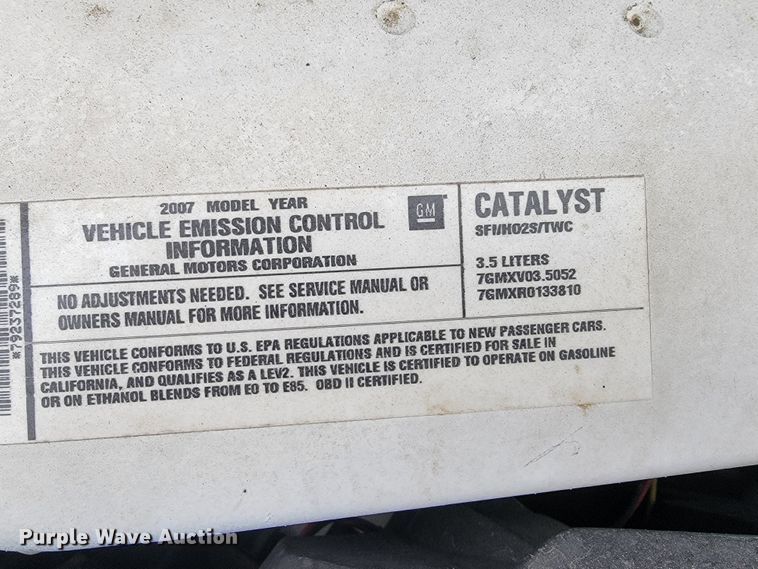 2007 MODEL YEAR
VEHICLE EMISSION CONTROL
INFORMATION
GENERAL MOTORS CORPORATION
GM
CATALYST
SFI/HO2S/TWC
3.5 LITERS
7GMXV03.5052
7GMXR0133810
NO ADJUSTMENTS NEEDED. SEE SERVICE MANUAL OR
OWNERS MANUAL FOR MORE INFORMATION.
THIS VEHICLE CONFORMS TO U.S. EPA REGULATIONS APPLICABLE TO NEW PASSENGER CARS.
THIS VEHICLE CONFORMS TO FEDERAL REGULATIONS AND IS CERTIFIED FOR SALE IN
CALIFORNIA, AND QUALIFIES AS A LEV2. THIS VEHICLE IS CERTIFIED TO OPERATE ON GASOLINE
OR ON ETHANOL BLENDS FROM E0 TO E85. OBD II CERTIFIED.
*79237289*
Purple Wave Auction